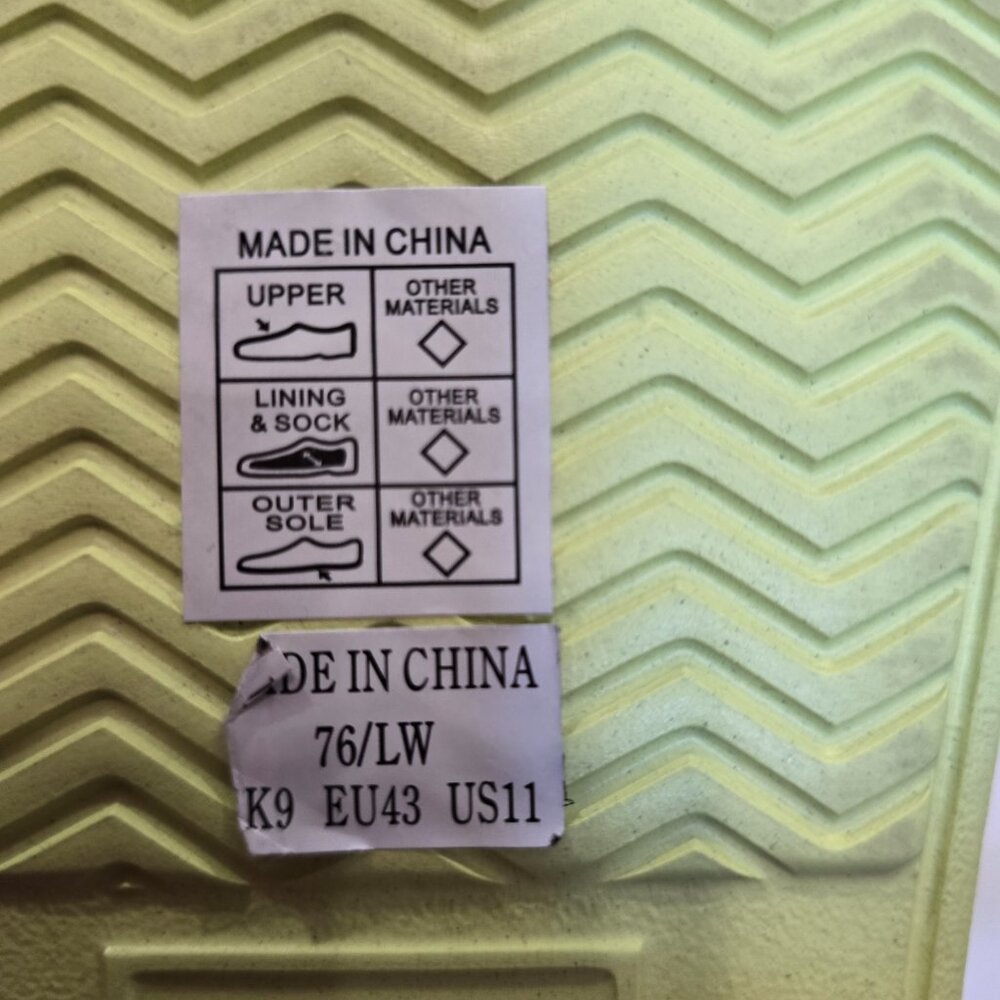 MADE IN CHINA
UPPER
OTHER
MATERIALS
LINING
& SOCK
OTHER
MATERIALS
OUTER
SOLE
OTHER
MATERIALS
DE IN CHINA
76/LW
K9 EU43 US11